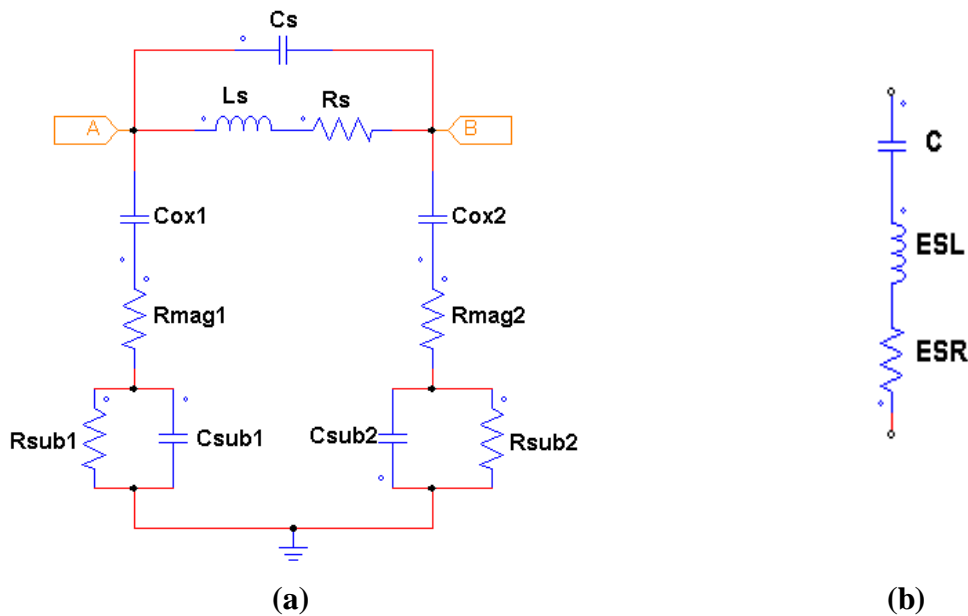 Cs
Ls Rs
A B
C
Cox1 Cox2
ESL
Rmag1 Rmag2
ESR
Rsub1 Csub1 Csub2 Rsub2
(a) (b)